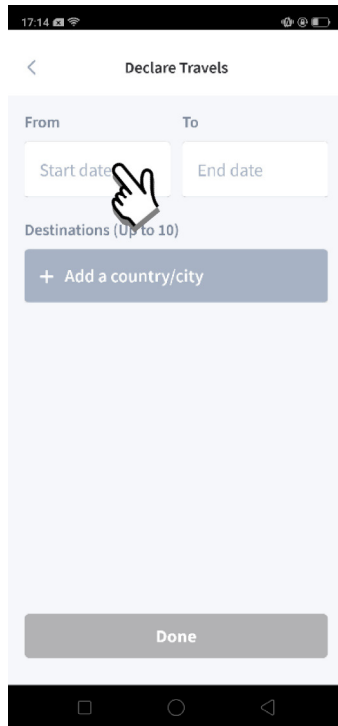 17:14
Declare Travels
From To
Start date End date
Destinations (Up to 10)
+ Add a country/city
Done